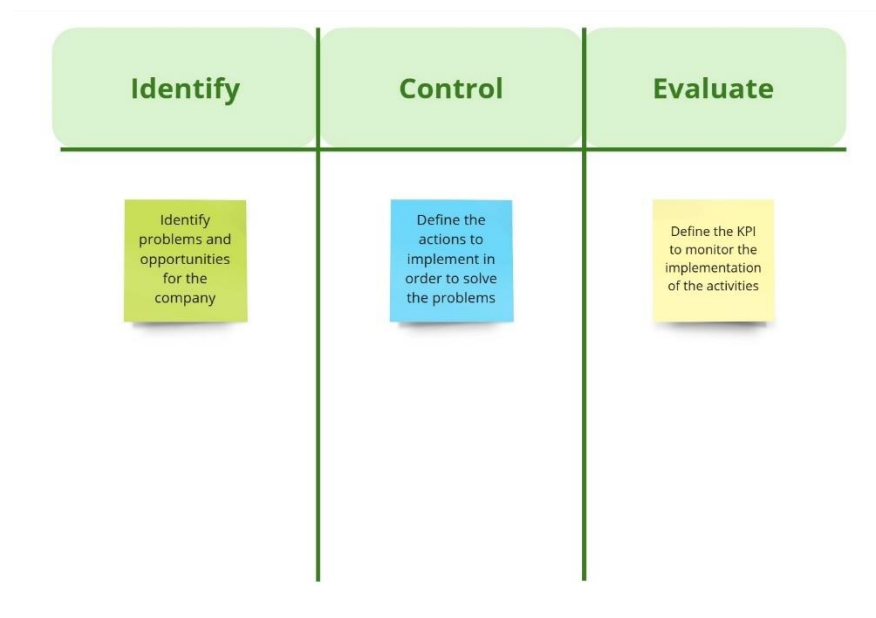 Identify
Control
Evaluate
Identify
problems and
opportunities
for the
company
Define the
actions to
implement in
order to solve
the problems
Define the KPI
to monitor the
implementation
of the activities